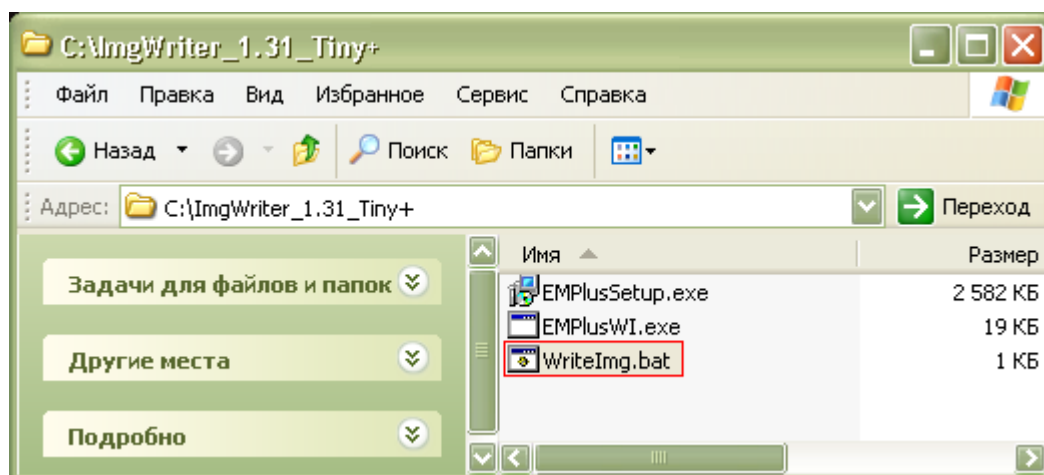 C:\ImgWriter_1.31_Tiny+
Файл Правка Вид Избранное Сервис Справка
Назад Поиск Папки
Адрес: C:\ImgWriter_1.31_Tiny+ Переход
Задачи для файлов и папок
Другие места
Подробно
Имя Размер
EMPlusSetup.exe 2 582 КБ
EMPlusWI.exe 19 КБ
WriteImg.bat 1 КБ